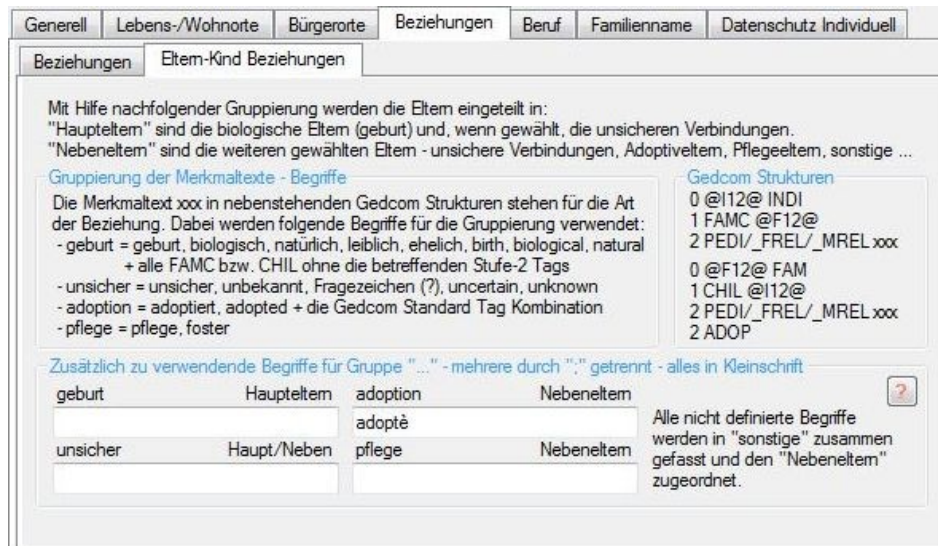 Generell Lebens-/Wohnorte Bürgerorte Beziehungen Beruf Familienname Datenschutz Individuell
Beziehungen Eltern-Kind Beziehungen
Mit Hilfe nachfolgender Gruppierung werden die Eltern eingeteilt in:
"Haupteltern" sind die biologische Eltern (geburt) und, wenn gewählt, die unsicheren Verbindungen.
"Nebeneltern" sind die weiteren gewählten Eltern - unsichere Verbindungen, Adoptiveltern, Pflegeeltern, sonstige ...
Gruppierung der Merkmaltexte - Begriffe
Die Merkmaltext xxx in nebenstehenden Gedcom Strukturen stehen für die Art
der Beziehung. Dabei werden folgende Begriffe für die Gruppierung verwendet:
- geburt = geburt, biologisch, natürlich, leiblich, ehelich, birth, biological, natural
+ alle FAMC bzw. CHIL ohne die betreffenden Stufe-2 Tags
- unsicher = unsicher, unbekannt, Fragezeichen (?), uncertain, unknown
- adoption = adoptiert, adopted + die Gedcom Standard Tag Kombination
- pflege = pflege, foster
Gedcom Strukturen
0 @I12@ INDI
1 FAMC @F12@
2 PEDI/_FREL/_MREL xxx
0 @F12@ FAM
1 CHIL @I12@
2 PEDI/_FREL/_MREL xxx
2 ADOP
Zusätzlich zu verwendende Begriffe für Gruppe "..." - mehrere durch ";" getrennt - alles in Kleinschrift
geburt Haupteltern adoption Nebeneltern
adoptè
unsicher Haupt/Neben pflege Nebeneltern
?
Alle nicht definierte Begriffe
werden in "sonstige" zusammen
gefasst und den "Nebeneltern"
zugeordnet.